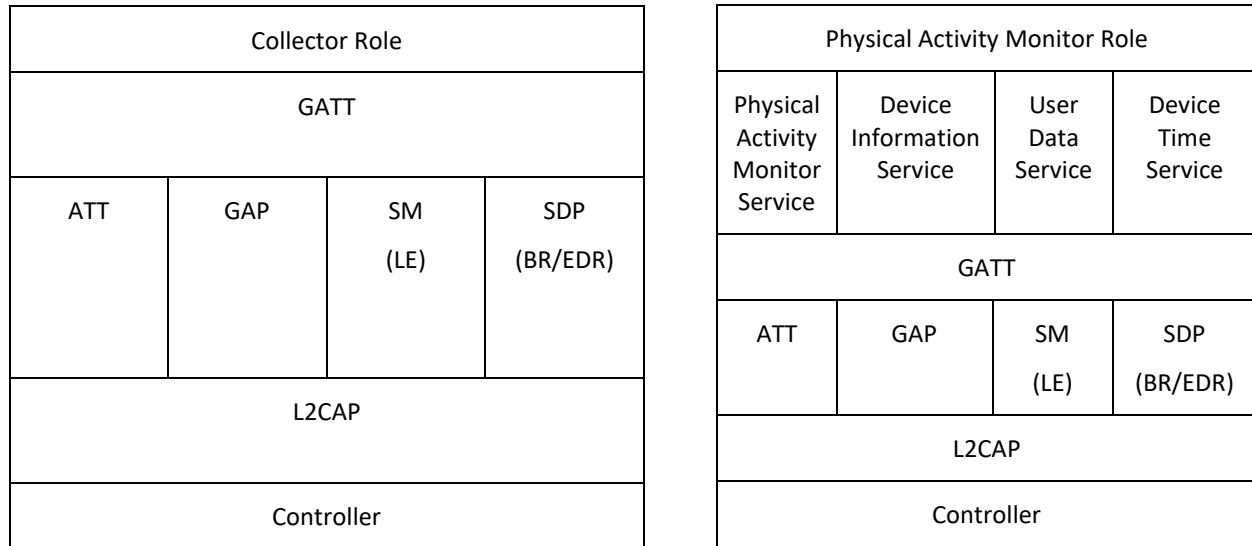 Collector Role
GATT
ATT
GAP
SM
SDP
(LE)
(BR/EDR)
L2CAP
Controller
Physical Activity Monitor Role
Physical
Activity
Monitor
Service
Device
Information
Service
User
Data
Service
Device
Time
Service
GATT
ATT
GAP
SM
SDP
(LE)
(BR/EDR)
L2CAP
Controller